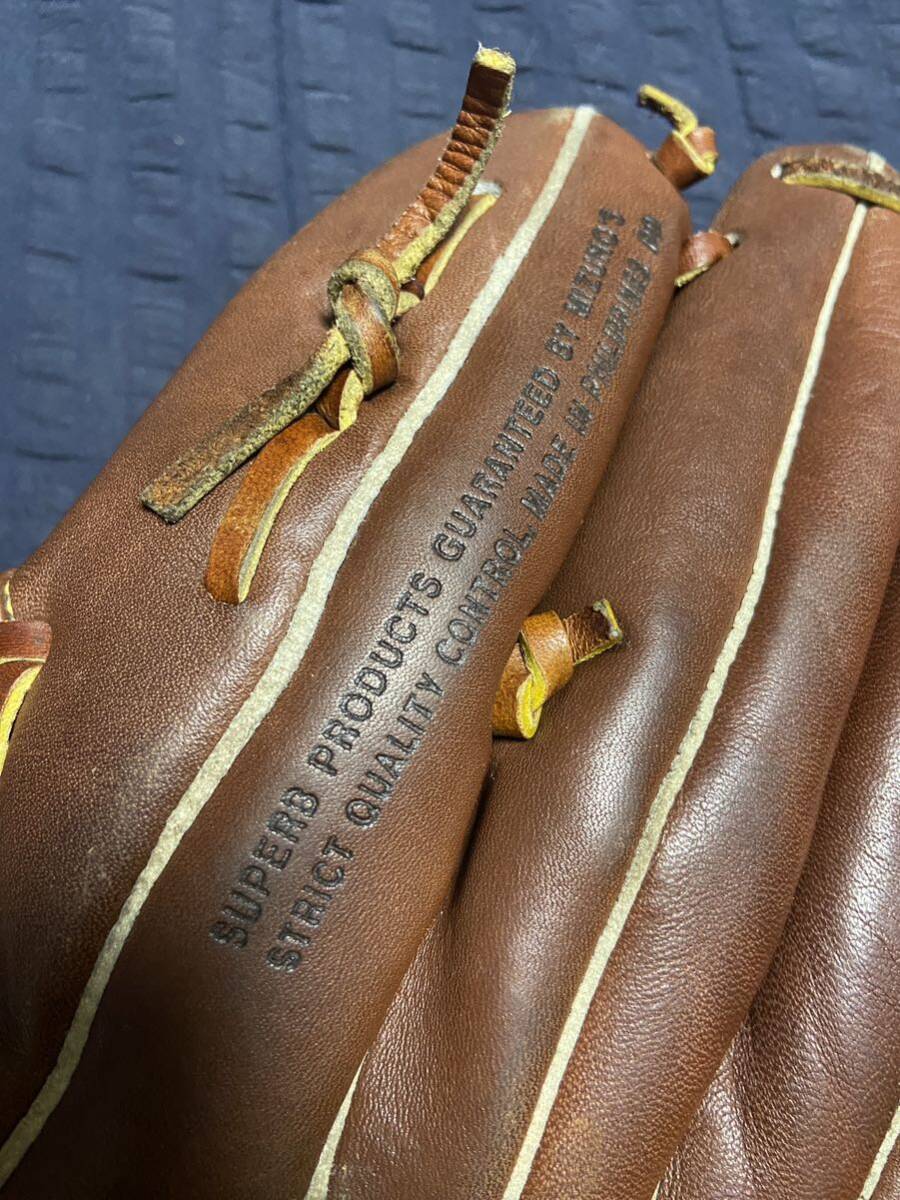 SUPERB PRODUCTS GUARANTEED BY MIZUNO'S
STRICT QUALITY CONTROL. MADE IN PHILIPPINES